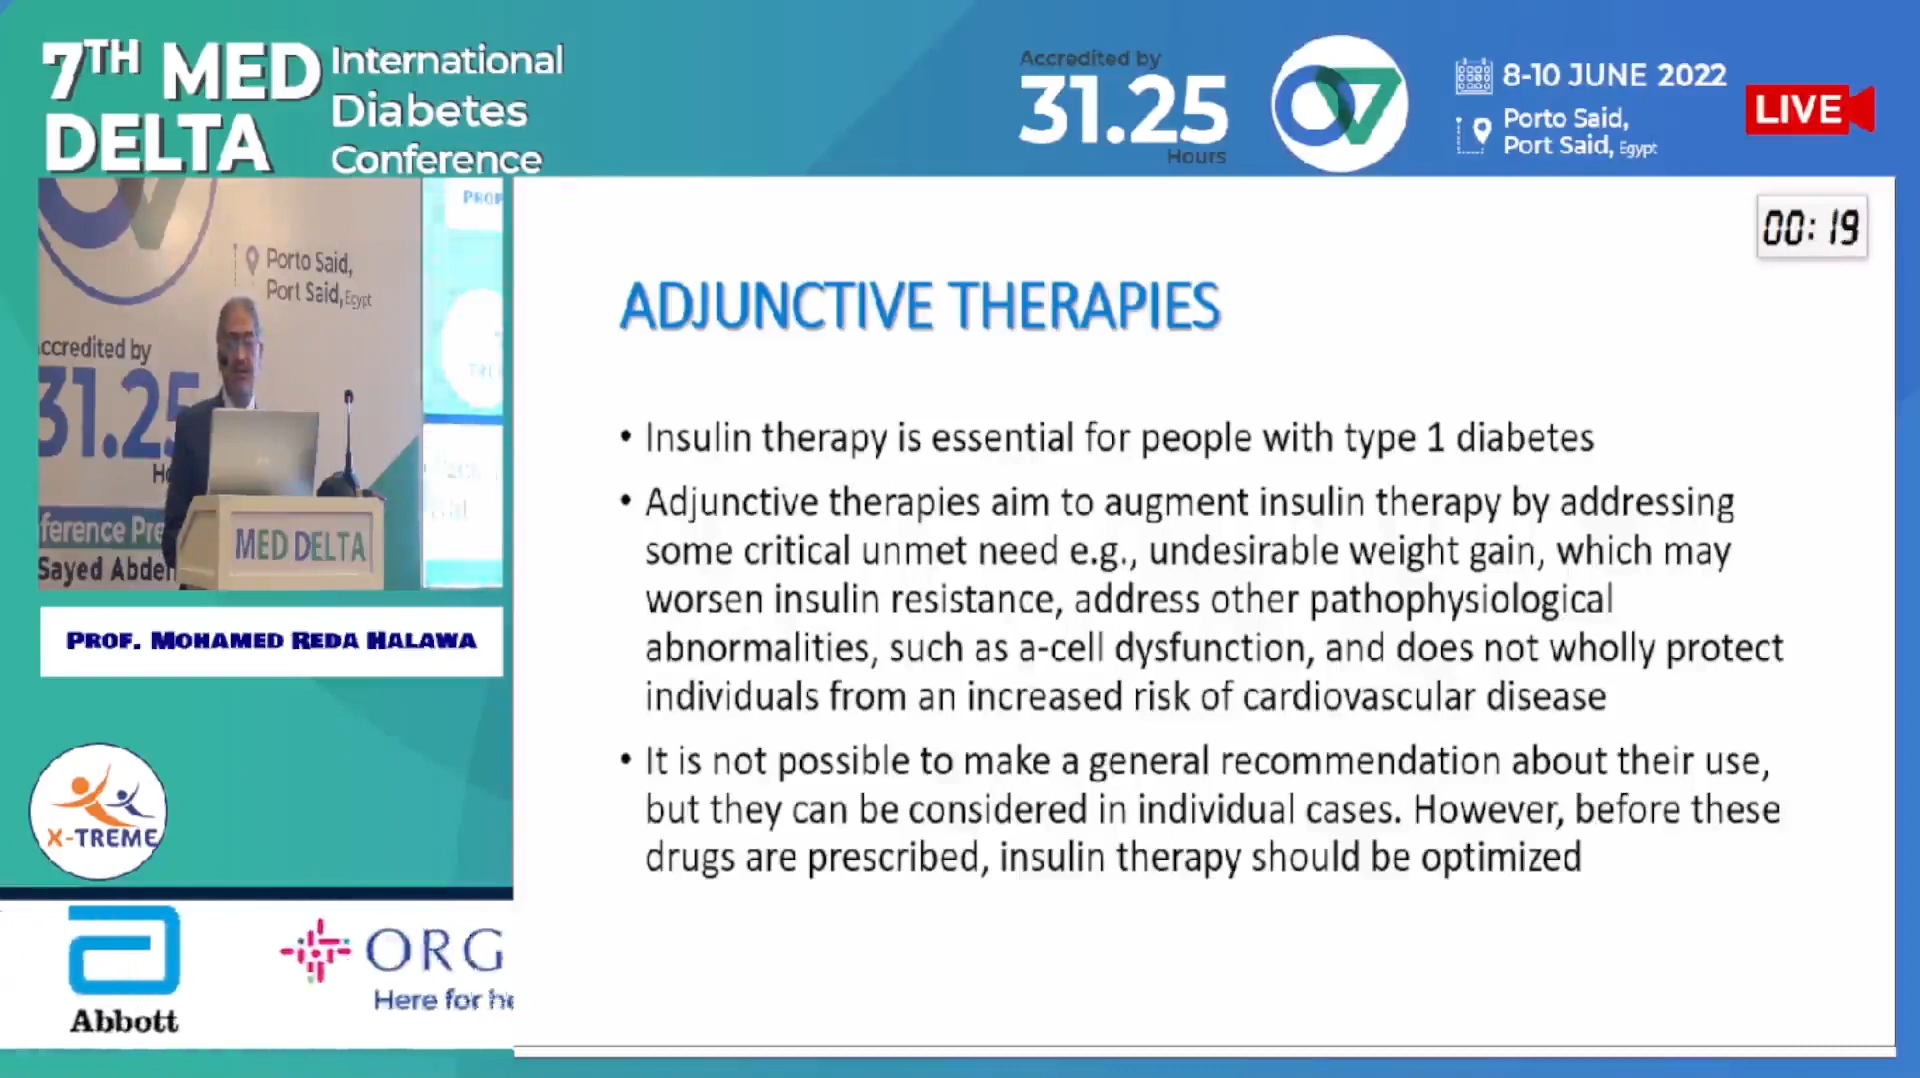 7TH MED
DELTA
International
Diabetes
Conference
Accredited by
31.25
Hours
8-10 JUNE 2022
Porto Said,
Port Said, Egypt
LIVE
PROF
Porto Said,
Port Said, Egypt
ccredited by
31.25
ference Pre
Sayed Abde
MED DELTA
PROF. MOHAMED REDA HALAWA
X-TREME
Abbott
ORG
Here for he
00:19
ADJUNCTIVE THERAPIES
• Insulin therapy is essential for people with type 1 diabetes
• Adjunctive therapies aim to augment insulin therapy by addressing
some critical unmet need e.g., undesirable weight gain, which may
worsen insulin resistance, address other pathophysiological
abnormalities, such as a-cell dysfunction, and does not wholly protect
individuals from an increased risk of cardiovascular disease
• It is not possible to make a general recommendation about their use,
but they can be considered in individual cases. However, before these
drugs are prescribed, insulin therapy should be optimized